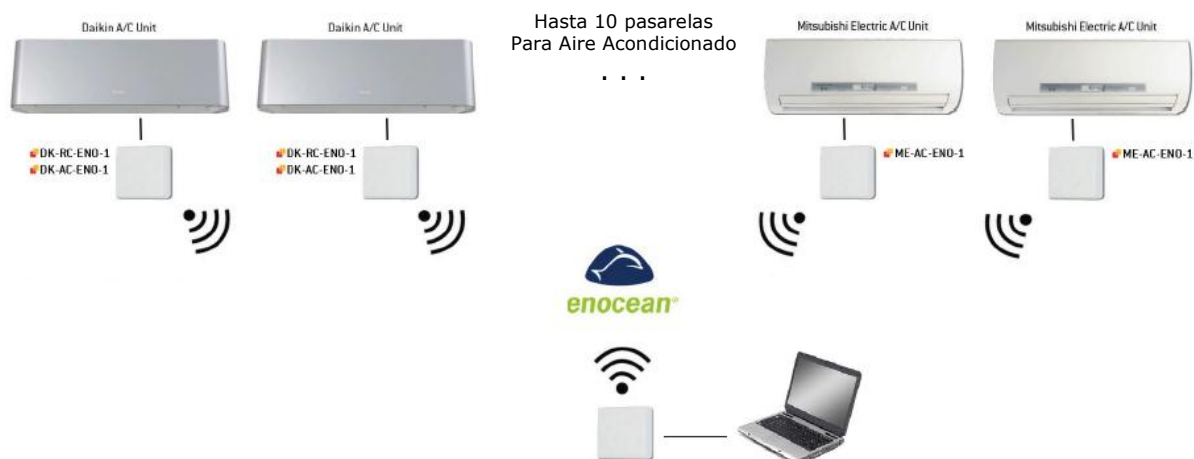 Daikin A/C Unit
Daikin A/C Unit
Hasta 10 pasarelas
Para Aire Acondicionado
. . .
Mitsubishi Electric A/C Unit
Mitsubishi Electric A/C Unit
DK-RC-ENO-1
DK-AC-ENO-1
DK-RC-ENO-1
DK-AC-ENO-1
ME-AC-ENO-1
ME-AC-ENO-1
enocean®